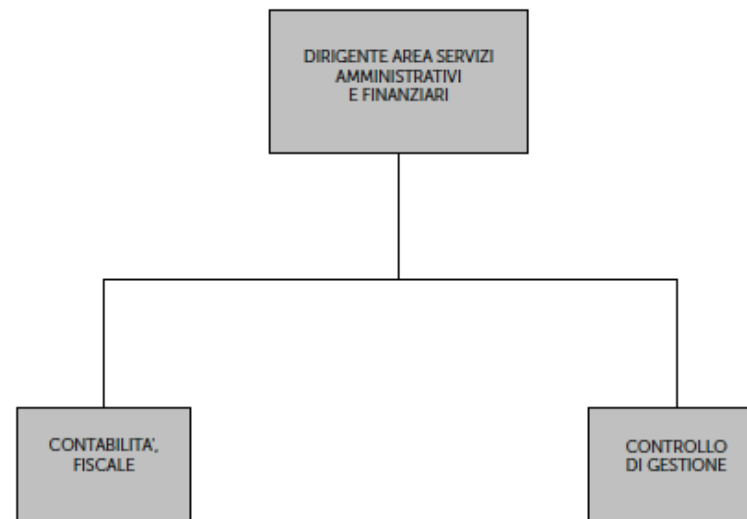 DIRIGENTE AREA SERVIZI
AMMINISTRATIVI
E FINANZIARI
CONTABILITA',
FISCALE
CONTROLLO
DI GESTIONE